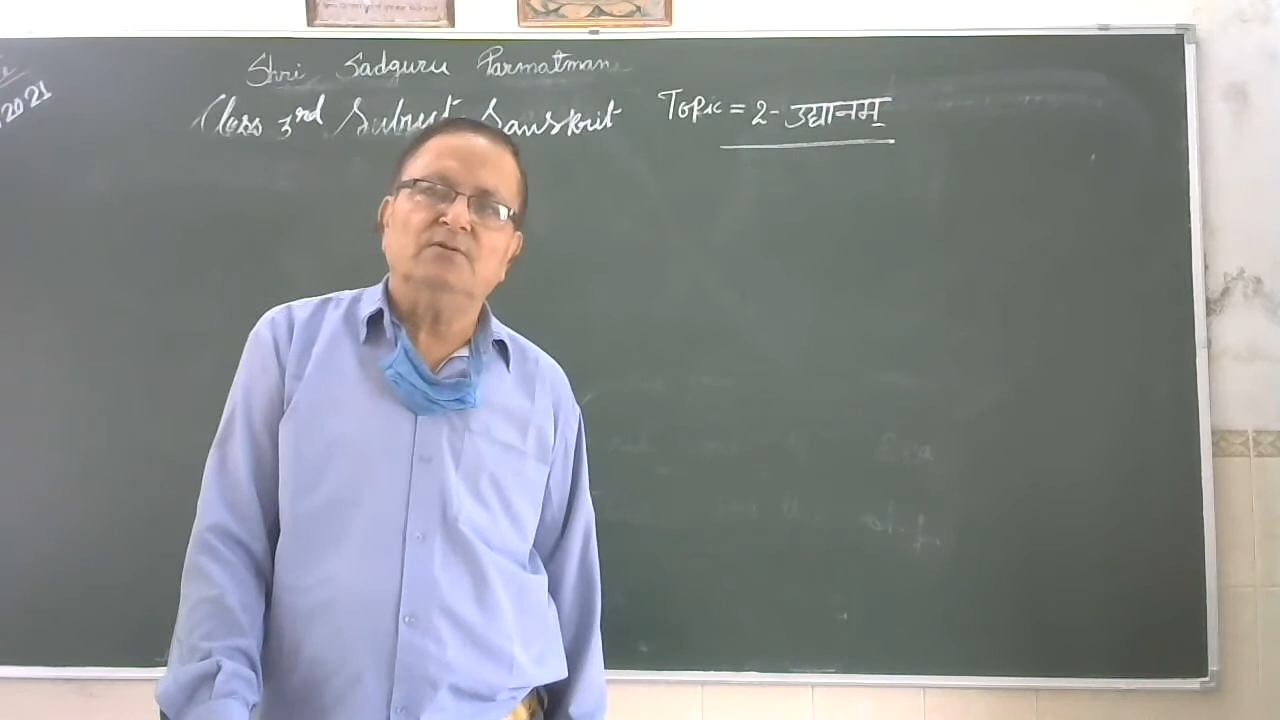 2021
Shri Sadguru Parmatman
Class 3rd Subject Sanskrit
Topic = 2- उद्यानम्